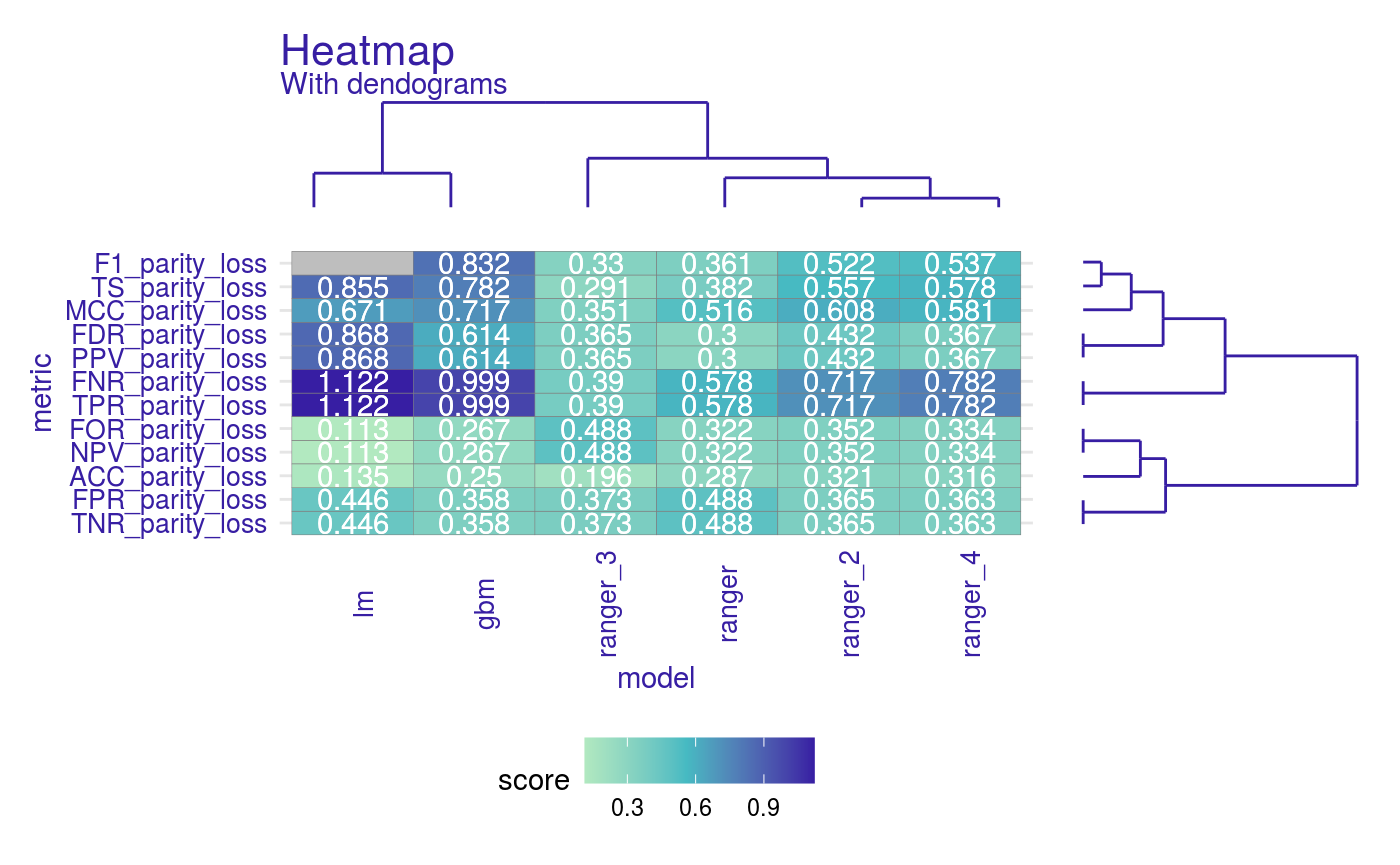 Heatmap
With dendograms
metric
F1_parity_loss 0.832 0.33 0.361 0.522 0.537
TS_parity_loss 0.855 0.782 0.291 0.382 0.557 0.578
MCC_parity_loss 0.671 0.717 0.351 0.516 0.608 0.581
FDR_parity_loss 0.868 0.614 0.365 0.3 0.432 0.367
PPV_parity_loss 0.868 0.614 0.365 0.3 0.432 0.367
FNR_parity_loss 1.122 0.999 0.39 0.578 0.717 0.782
TPR_parity_loss 1.122 0.999 0.39 0.578 0.717 0.782
FOR_parity_loss 0.113 0.267 0.488 0.322 0.352 0.334
NPV_parity_loss 0.113 0.267 0.488 0.322 0.352 0.334
ACC_parity_loss 0.135 0.25 0.196 0.287 0.321 0.316
FPR_parity_loss 0.446 0.358 0.373 0.488 0.365 0.363
TNR_parity_loss 0.446 0.358 0.373 0.488 0.365 0.363
lm gbm ranger_3 ranger ranger_2 ranger_4
model
score
0.3 0.6 0.9